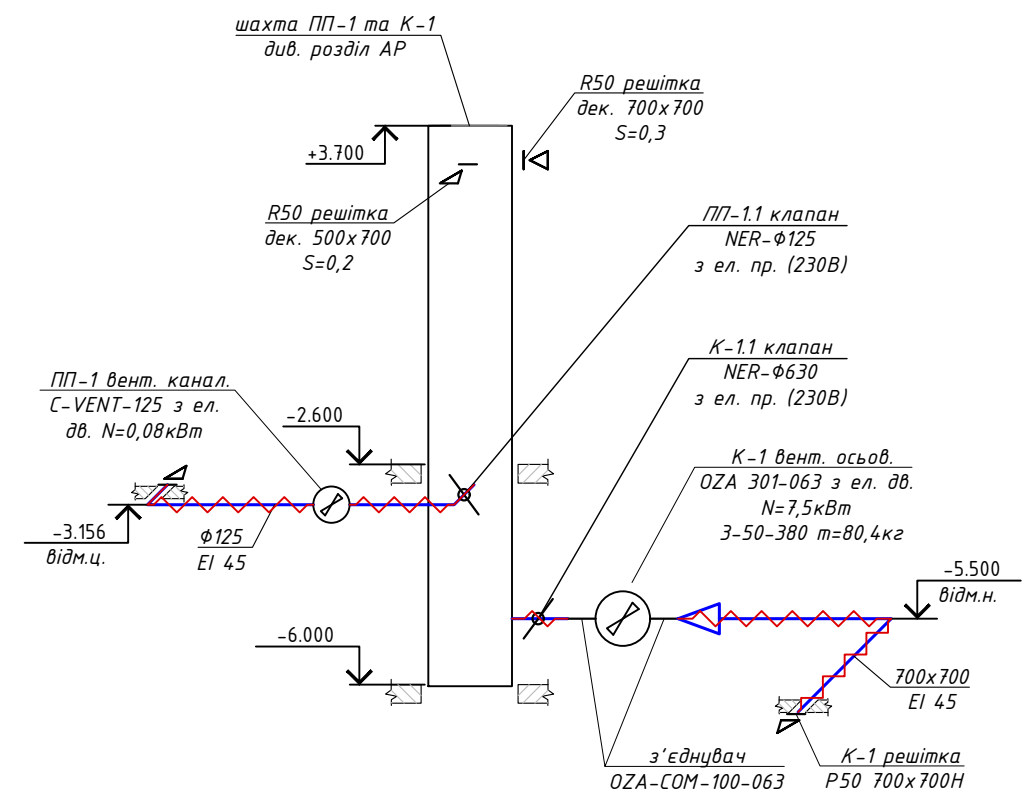 шахта ПП-1 та К-1
див. розділ АР
R50 решітка
дек. 700х700
S=0,3
+3.700
R50 решітка
дек. 500х700
S=0,2
ПП-1.1 клапан
NER-Ф125
з ел. пр. (230В)
К-1.1 клапан
NER-Ф630
з ел. пр. (230В)
ПП-1 вент. канал.
C-VENT-125 з ел.
дв. N=0,08кВт
-2.600
К-1 вент. осьов.
OZA 301-063 з ел. дв.
N=7,5кВт
3-50-380 m=80,4кг
-3.156
відм.ц.
Ф125
EI 45
-5.500
відм.н.
-6.000
700х700
EI 45
з'єднувач
OZA-COM-100-063
К-1 решітка
Р50 700х700Н